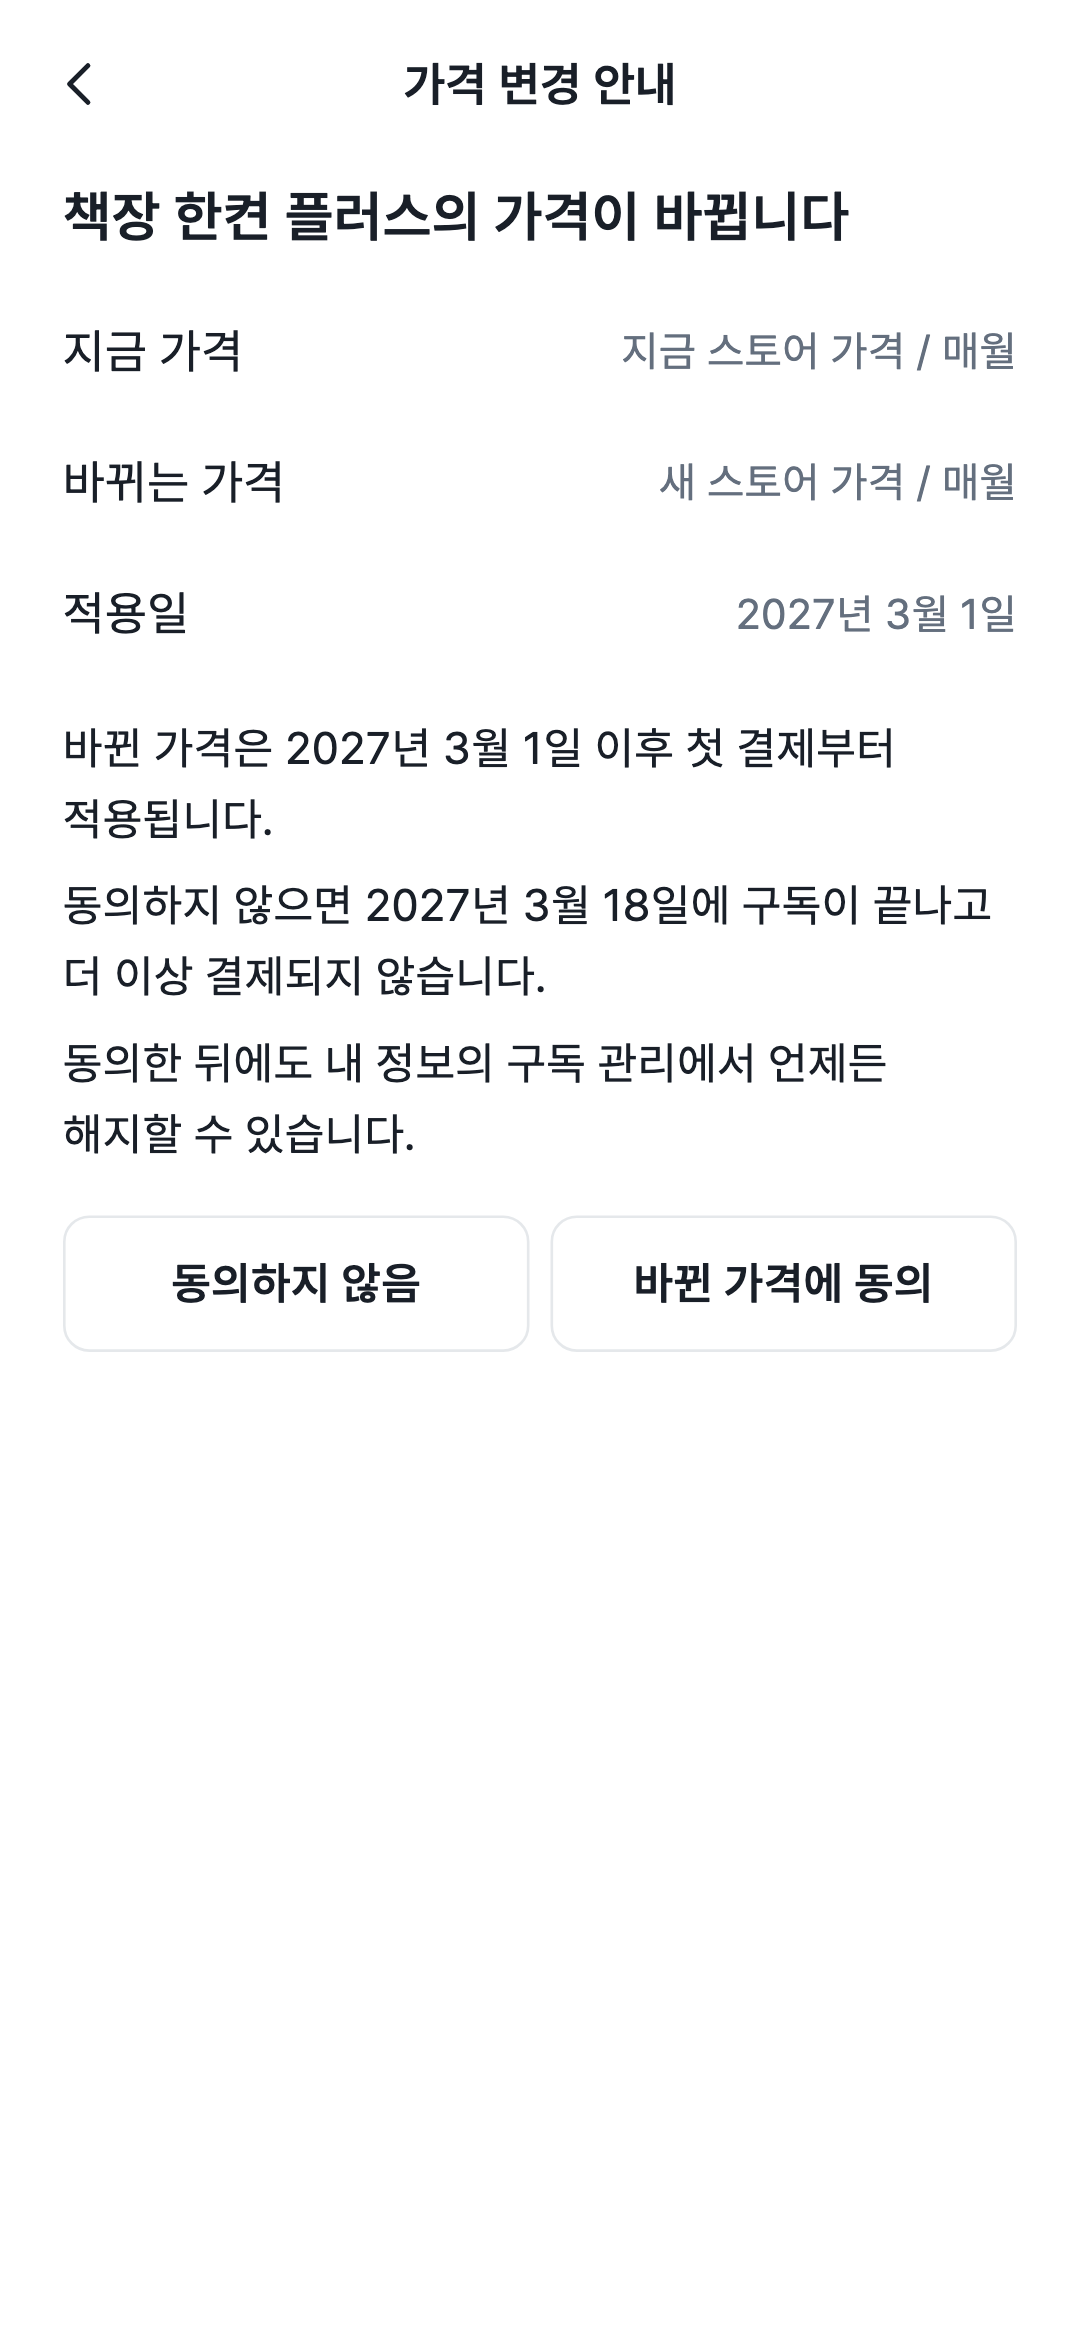 가격 변경 안내
책장 한켠 플러스의 가격이 바뀝니다
지금 가격
지금 스토어 가격 / 매월
바뀌는 가격
새 스토어 가격 / 매월
적용일
2027년 3월 1일
바뀐 가격은 2027년 3월 1일 이후 첫 결제부터
적용됩니다.
동의하지 않으면 2027년 3월 18일에 구독이 끝나고
더 이상 결제되지 않습니다.
동의한 뒤에도 내 정보의 구독 관리에서 언제든
해지할 수 있습니다.
동의하지 않음
바뀐 가격에 동의